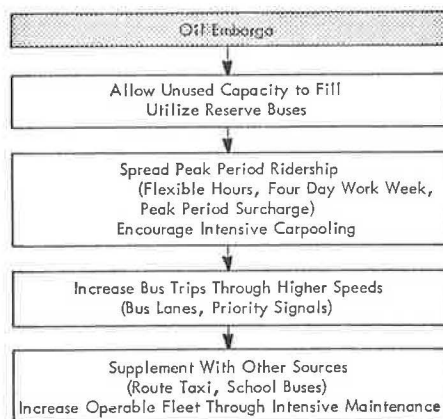 Oil Embargo
Allow Unused Capacity to Fill
Utilize Reserve Buses
Spread Peak Period Ridership
(Flexible Hours, Four Day Work Week,
Peak Period Surcharge)
Encourage Intensive Carpooling
Increase Bus Trips Through Higher Speeds
(Bus Lanes, Priority Signals)
Supplement With Other Sources
(Route Taxi, School Buses)
Increase Operable Fleet Through Intensive Maintenance